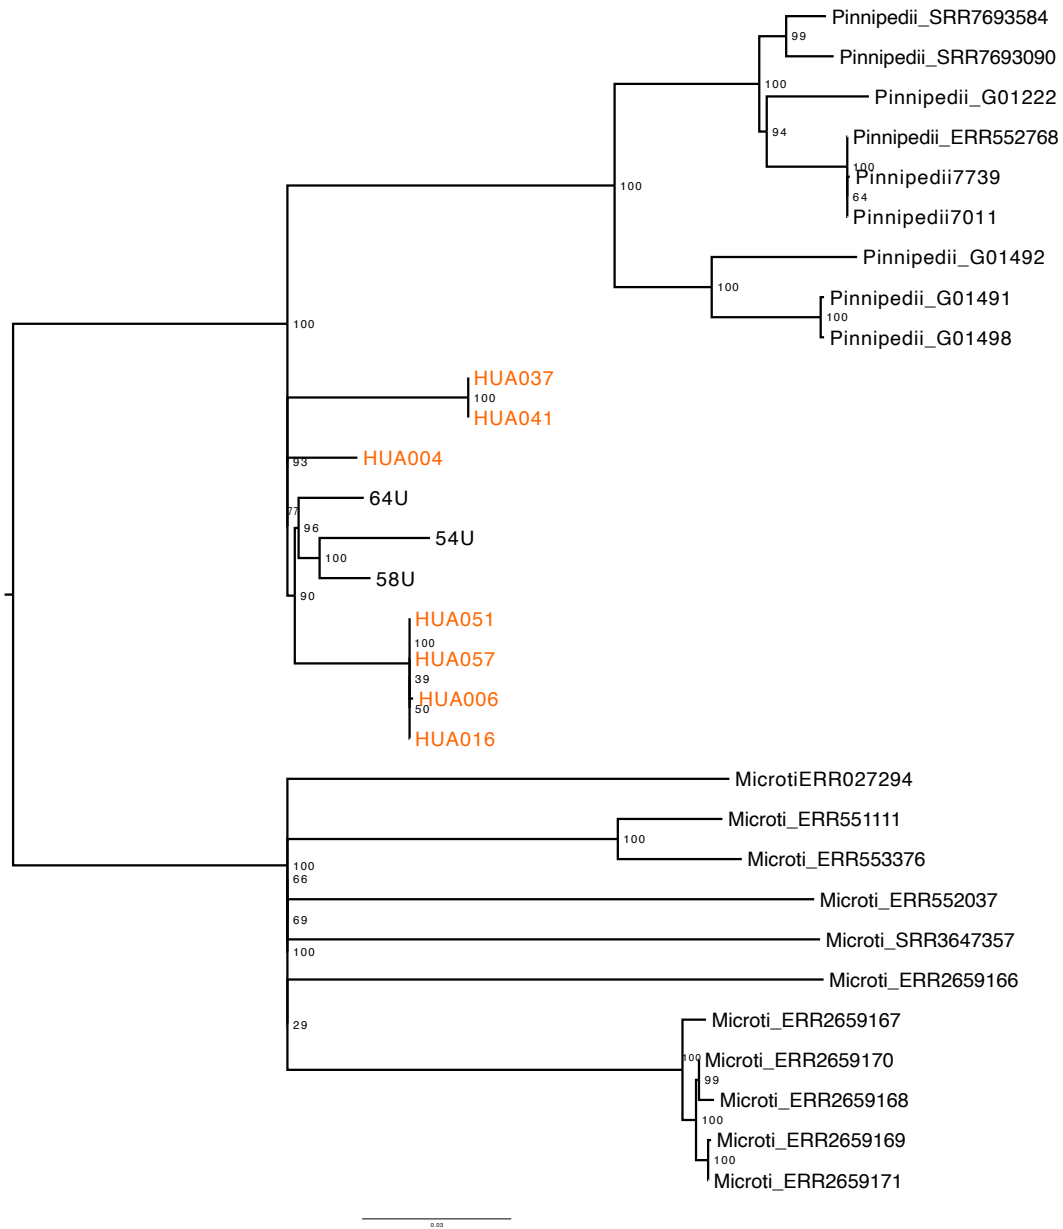 Pinnipedii_SRR7693584
99
Pinnipedii_SRR7693090
100
Pinnipedii_G01222
94
Pinnipedii_ERR552768
100
Pinnipedii7739
64
Pinnipedii7011
100
Pinnipedii_G01492
100
Pinnipedii_G01491
100
Pinnipedii_G01498
100
HUA037
100
HUA041
HUA004
93
64U
77
96
54U
100
58U
90
HUA051
100
HUA057
39
HUA006
50
HUA016
MicrotiERR027294
Microti_ERR551111
100
Microti_ERR553376
100
66
Microti_ERR552037
69
Microti_SRR3647357
100
Microti_ERR2659166
Microti_ERR2659167
29
100
Microti_ERR2659170
99
Microti_ERR2659168
100
Microti_ERR2659169
100
Microti_ERR2659171
0.03